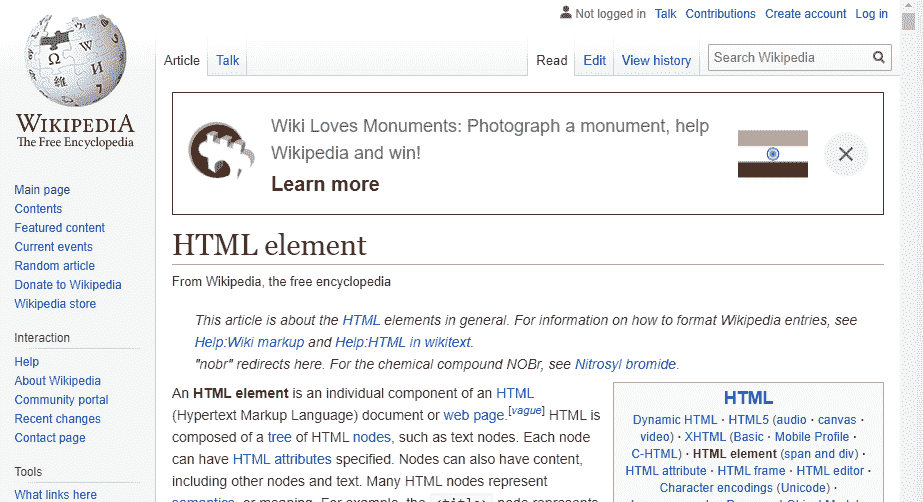 Not logged in Talk Contributions Create account Log in
Article Talk Read Edit View history Search Wikipedia
WIKIPEDIA
The Free Encyclopedia
Main page
Contents
Featured content
Current events
Random article
Donate to Wikipedia
Wikipedia store
Interaction
Help
About Wikipedia
Community portal
Recent changes
Contact page
Tools
What links here
Wiki Loves Monuments: Photograph a monument, help
Wikipedia and win!
Learn more
HTML element
From Wikipedia, the free encyclopedia
This article is about the HTML elements in general. For information on how to format Wikipedia entries, see
Help:Wiki markup and Help:HTML in wikitext.
"nobr" redirects here. For the chemical compound NOBr, see Nitrosyl bromide.
An HTML element is an individual component of an HTML
(Hypertext Markup Language) document or web page.[vague] HTML is
composed of a tree of HTML nodes, such as text nodes. Each node
can have HTML attributes specified. Nodes can also have content,
including other nodes and text. Many HTML nodes represent
semantics, or meaning. For example, the <title> node represents
HTML
Dynamic HTML · HTML5 (audio · canvas ·
video) · XHTML (Basic · Mobile Profile ·
C-HTML) · HTML element (span and div) ·
HTML attribute · HTML frame · HTML editor ·
Character encodings (Unicode) ·